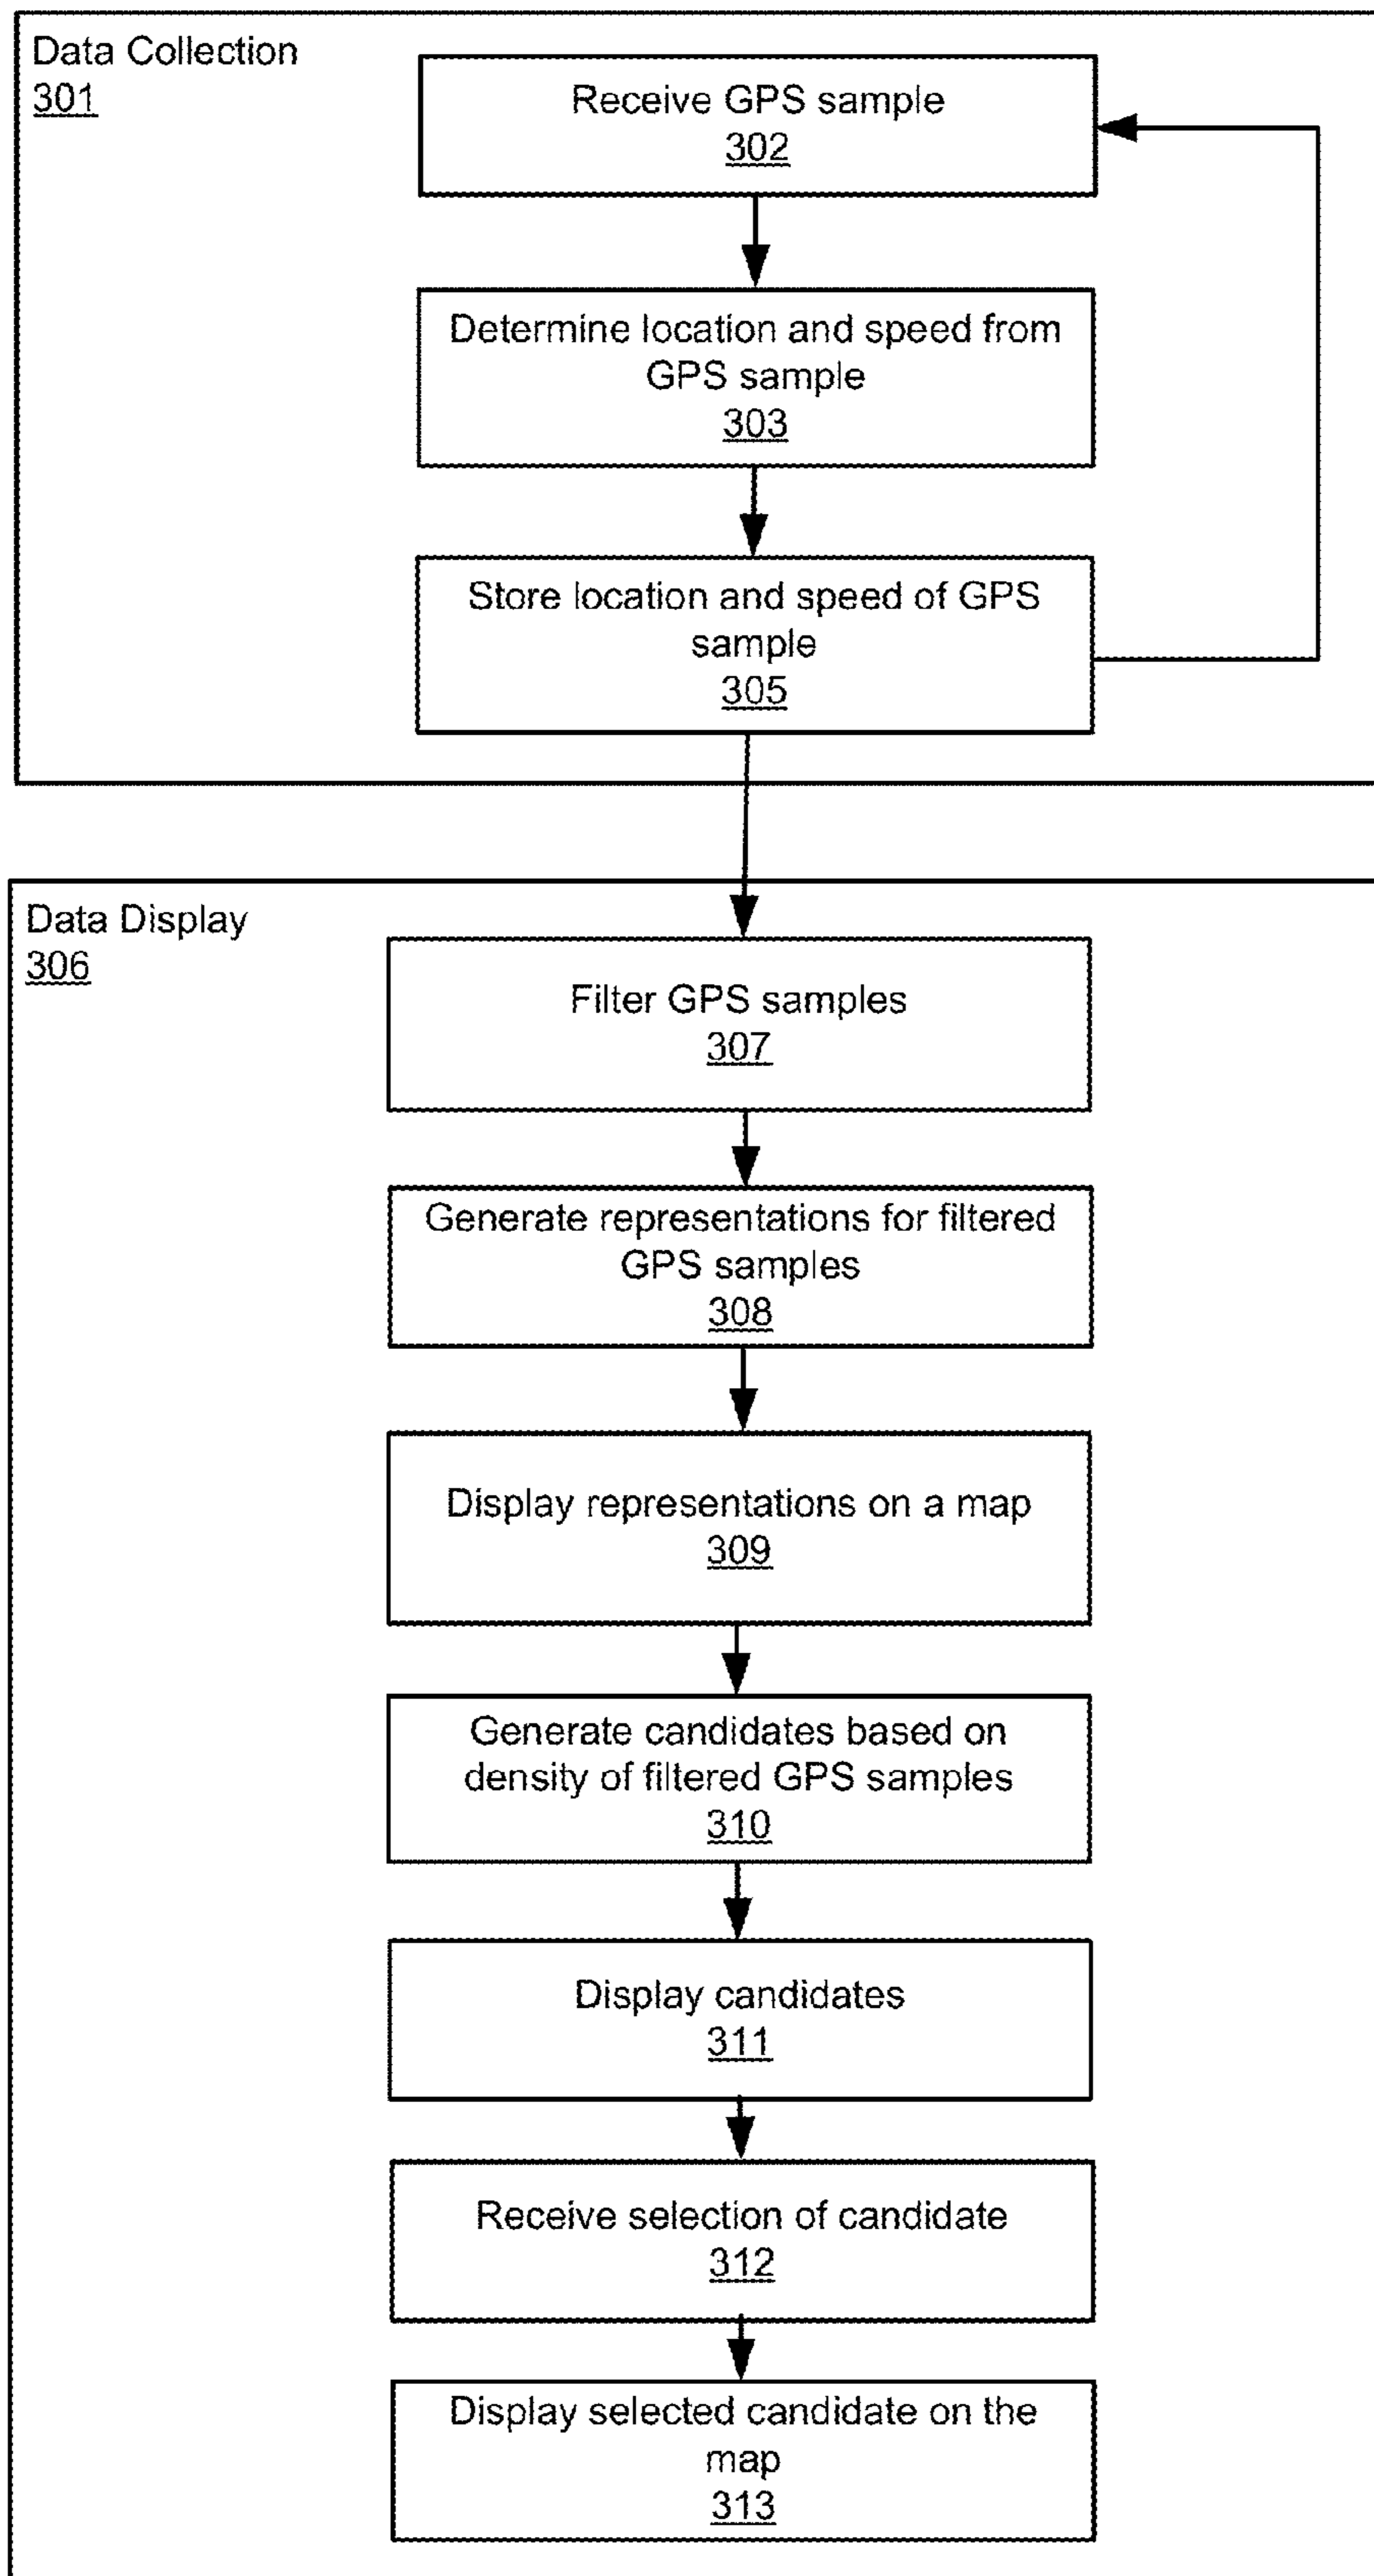 Data Collection
301
Receive GPS sample
302
Determine location and speed from
GPS sample
303
Store location and speed of GPS
sample
305
Data Display
306
Filter GPS samples
307
Generate representations for filtered
GPS samples
308
Display representations on a map
309
Generate candidates based on
density of filtered GPS samples
310
Display candidates
311
Receive selection of candidate
312
Display selected candidate on the
map
313